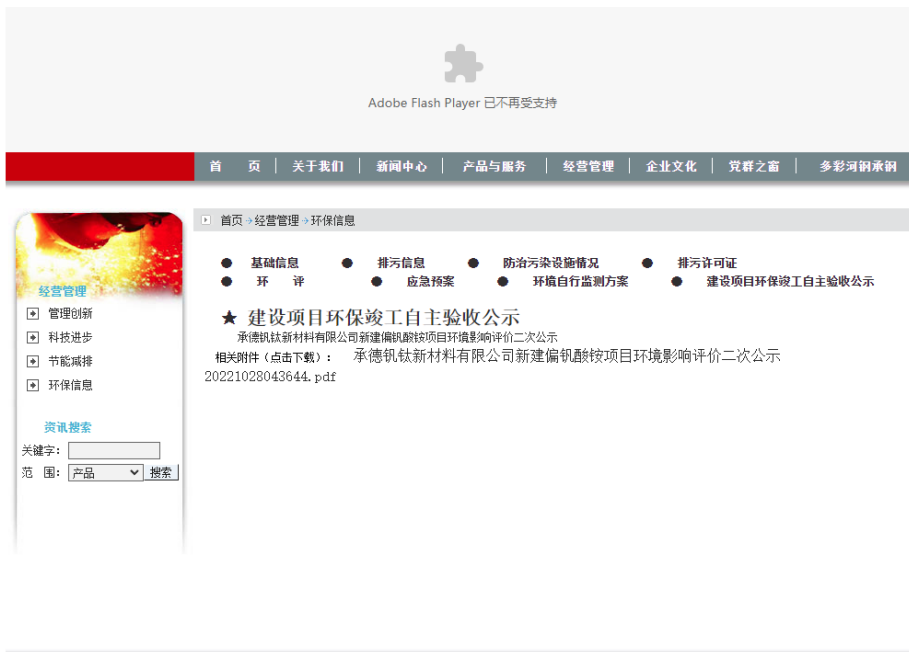 Adobe Flash Player 已不再受支持
首 页 关于我们 新闻中心 产品与服务 经营管理 企业文化 党群之窗 多彩河钢承钢
首页→经营管理→环保信息
● 基础信息 ● 排污信息 ● 防治污染设施情况 ● 排污许可证
● 环 评 ● 应急预案 ● 环境自行监测方案 ● 建设项目环保竣工自主验收公示
★ 建设项目环保竣工自主验收公示
承德钒钛新材料有限公司新建偏钒酸铵项目环境影响评价二次公示
相关附件（点击下载）： 承德钒钛新材料有限公司新建偏钒酸铵项目环境影响评价二次公示
20221028043644.pdf
经营管理
管理创新
科技进步
节能减排
环保信息
资讯搜索
关键字：
范 围： 产品 搜索